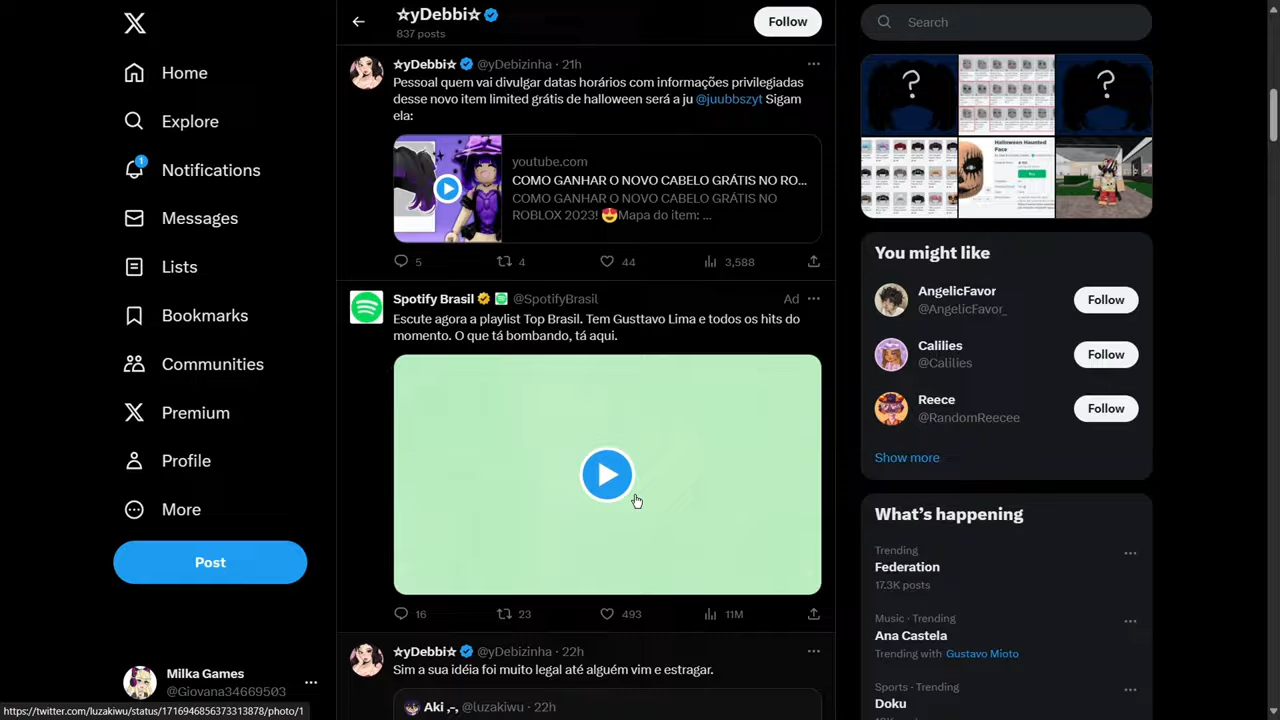 Home
Explore
1
Notifications
Messages
Lists
Bookmarks
Communities
Premium
Profile
More
Post
Milka Games
@Giovana34669503
https://twitter.com/luzakiwu/status/1716946856373313878/photo/1
☆yDebbi☆
837 posts
Follow
☆yDebbi☆ @yDebizinha · 21h
Pessoal quem vai divulgar datas horários com informações privilegiadas
desse novo item limited grátis de halloween será a ju @juubbszyt Sigam
ela:
youtube.com
COMO GANHAR O NOVO CABELO GRÁTIS NO RO...
COMO GANHAR O NOVO CABELO GRÁTIS NO
ROBLOX 2023! 😍Mapa do item: ...
5 4 44 3,588
Spotify Brasil @SpotifyBrasil Ad
Escute agora a playlist Top Brasil. Tem Gusttavo Lima e todos os hits do
momento. O que tá bombando, tá aqui.
16 23 493 11M
☆yDebbi☆ @yDebizinha · 22h
Sim a sua idéia foi muito legal até alguém vim e estragar.
Aki ,-, @luzakiwu · 22h
Search
Halloween Haunted
Face
Buy
You might like
AngelicFavor
@AngelicFavor_
Follow
Calilies
@Calilies
Follow
Reece
@RandomReecee
Follow
Show more
What's happening
Trending
Federation
17.3K posts
Music · Trending
Ana Castela
Trending with Gustavo Mioto
Sports · Trending
Doku